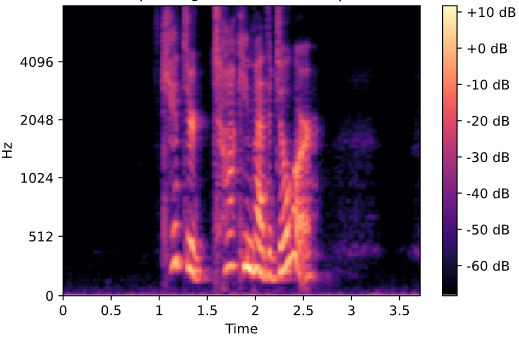 +10 dB
4096
+0 dB
-10 dB
2048
-20 dB
Hz
-30 dB
1024
-40 dB
512
-50 dB
-60 dB
0
0 0.5 1 1.5 2 2.5 3 3.5
Time